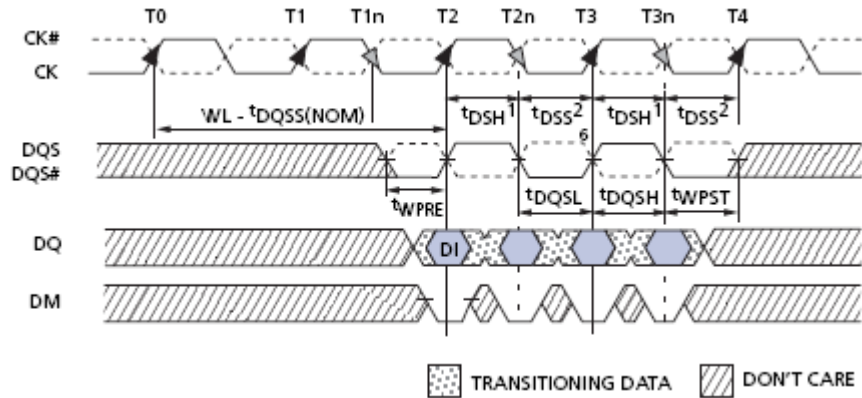 T0 T1 T1n T2 T2n T3 T3n T4
CK#
CK
WL - tDQSS(NOM) tDSH1 tDSS2 tDSH1 tDSS2
6
DQS
DQS#
tWPRE tDQSL tDQSH tWPST
DQ DI
DM
TRANSITIONING DATA DON'T CARE